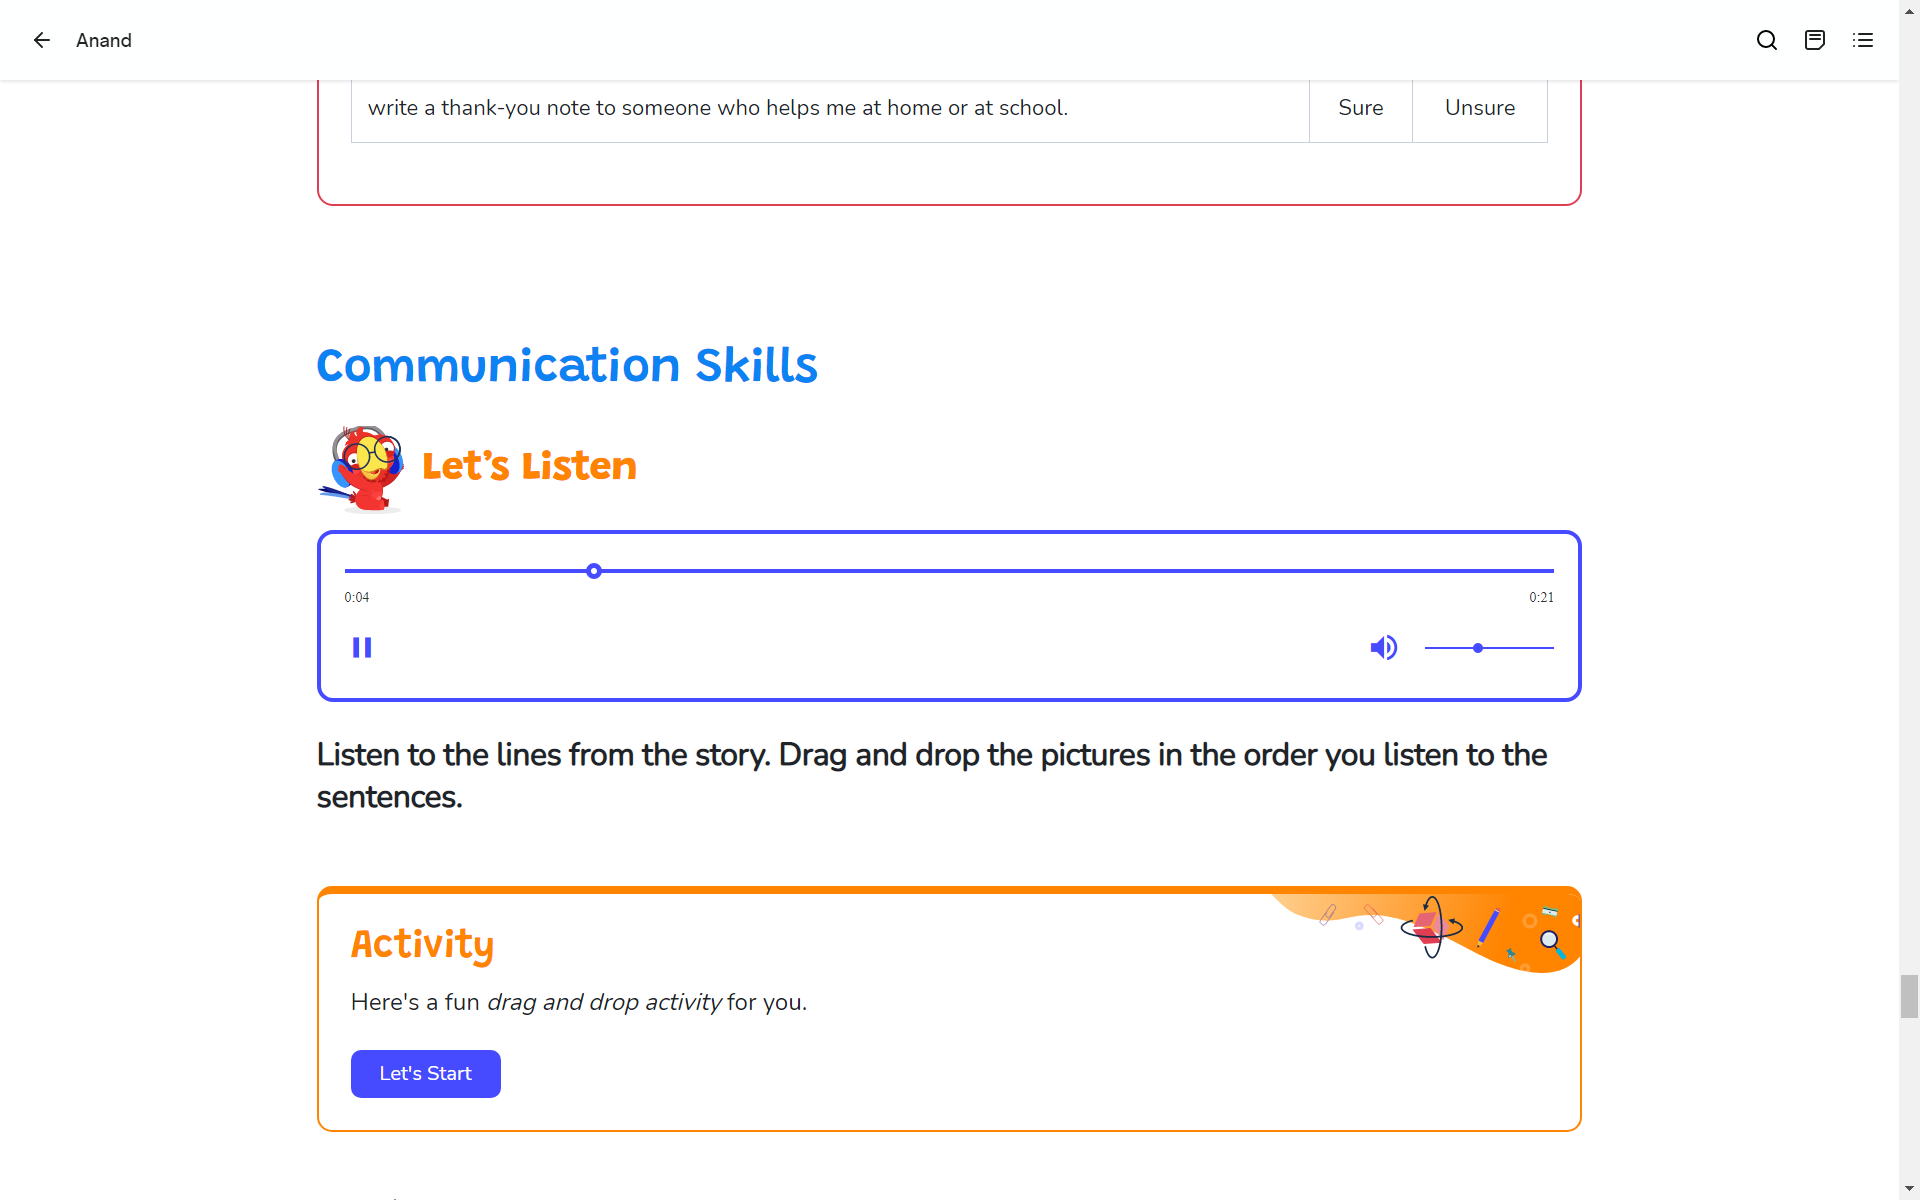 Anand
write a thank-you note to someone who helps me at home or at school. Sure Unsure
Communication Skills
Let's Listen
0:04 0:21
Listen to the lines from the story. Drag and drop the pictures in the order you listen to the
sentences.
Activity
Here's a fun drag and drop activity for you.
Let's Start